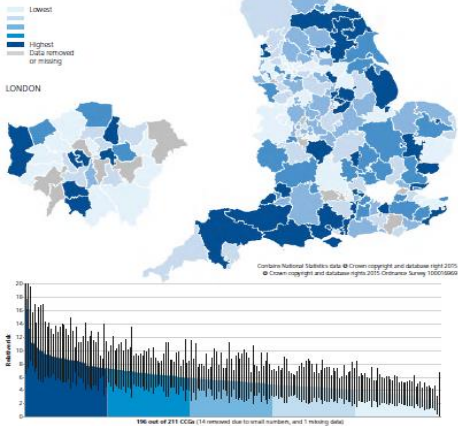 Lowest
Highest
Data removed
or missing
LONDON
Contains National Statistics data © Crown copyright and database right 2015
© Crown copyright and database rights 2015 Ordnance Survey 100016969
20
18
16
14
12
10
8
6
4
2
0
Relative risk
196 out of 211 CCGs (14 removed due to small numbers, and 1 missing data)